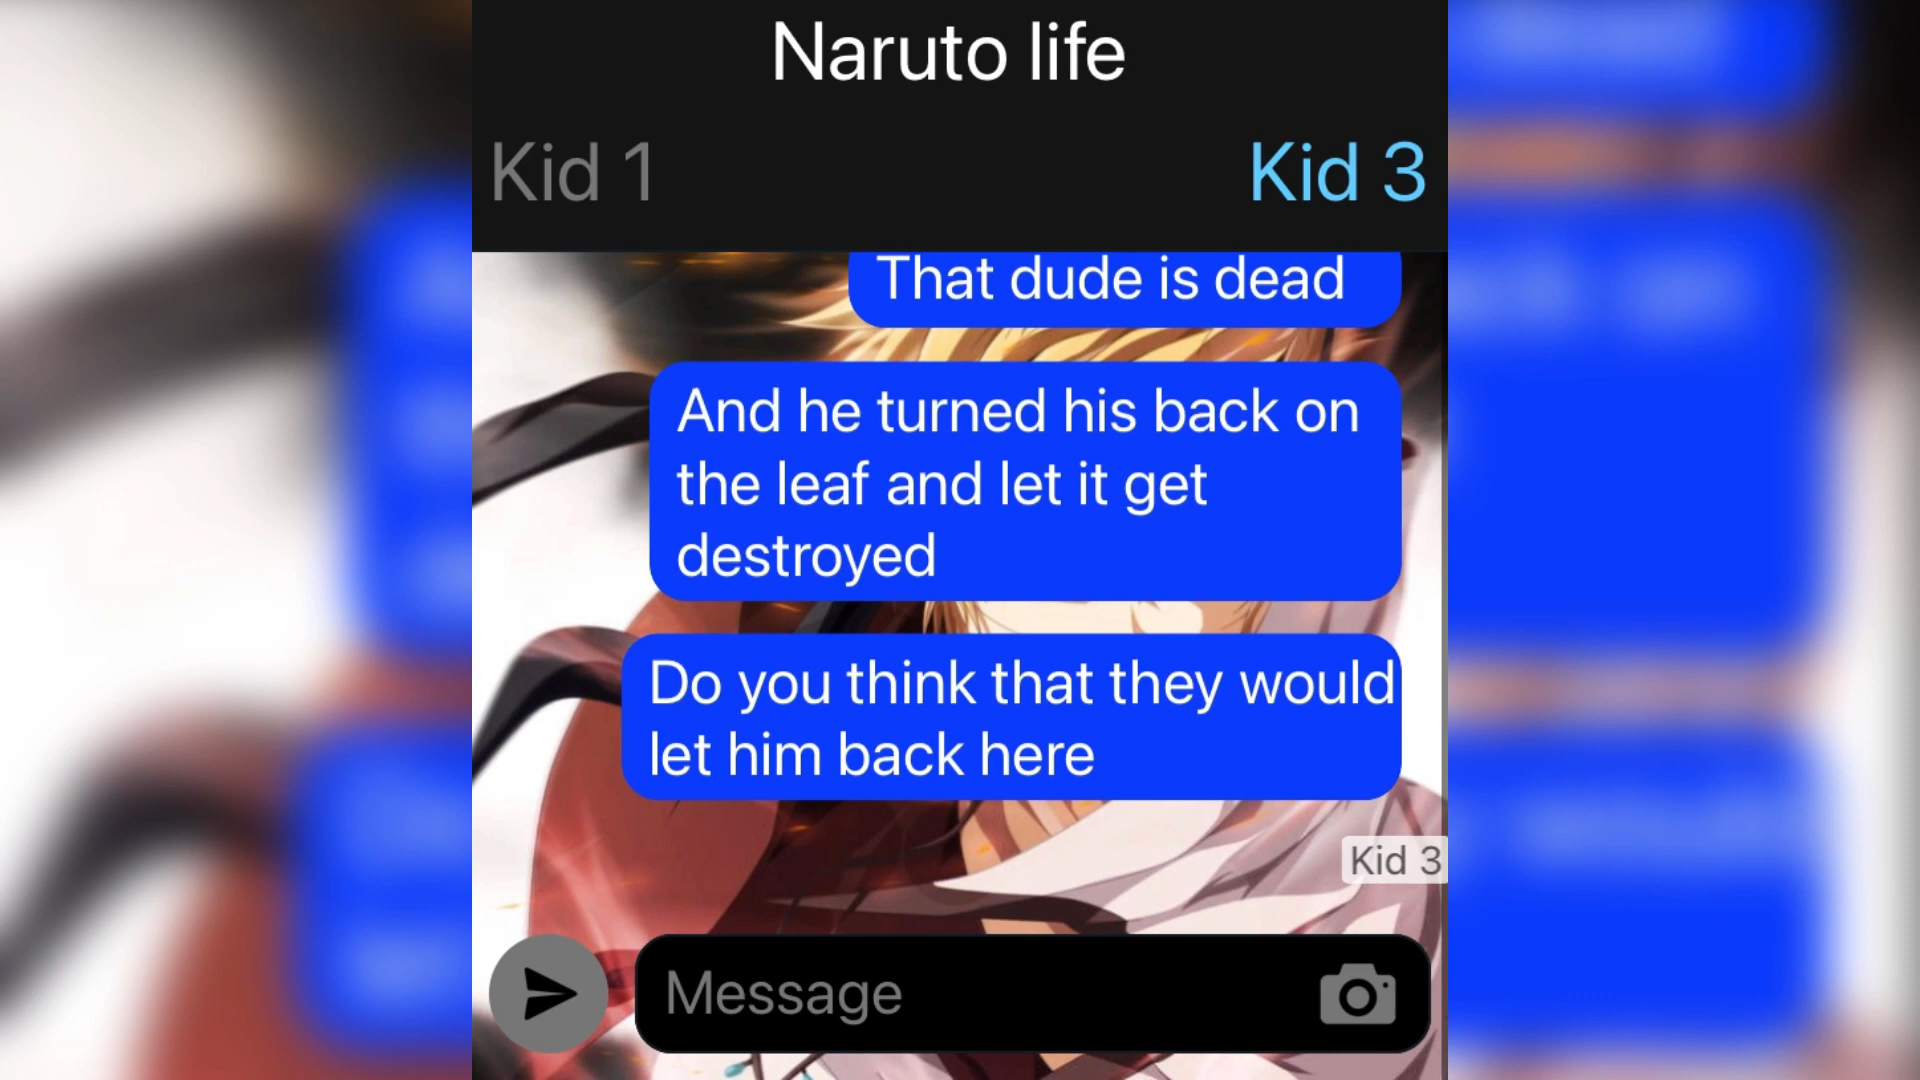 Naruto life
Kid 1
Kid 3
That dude is dead
And he turned his back on
the leaf and let it get
destroyed
Do you think that they would
let him back here
Kid 3
Message